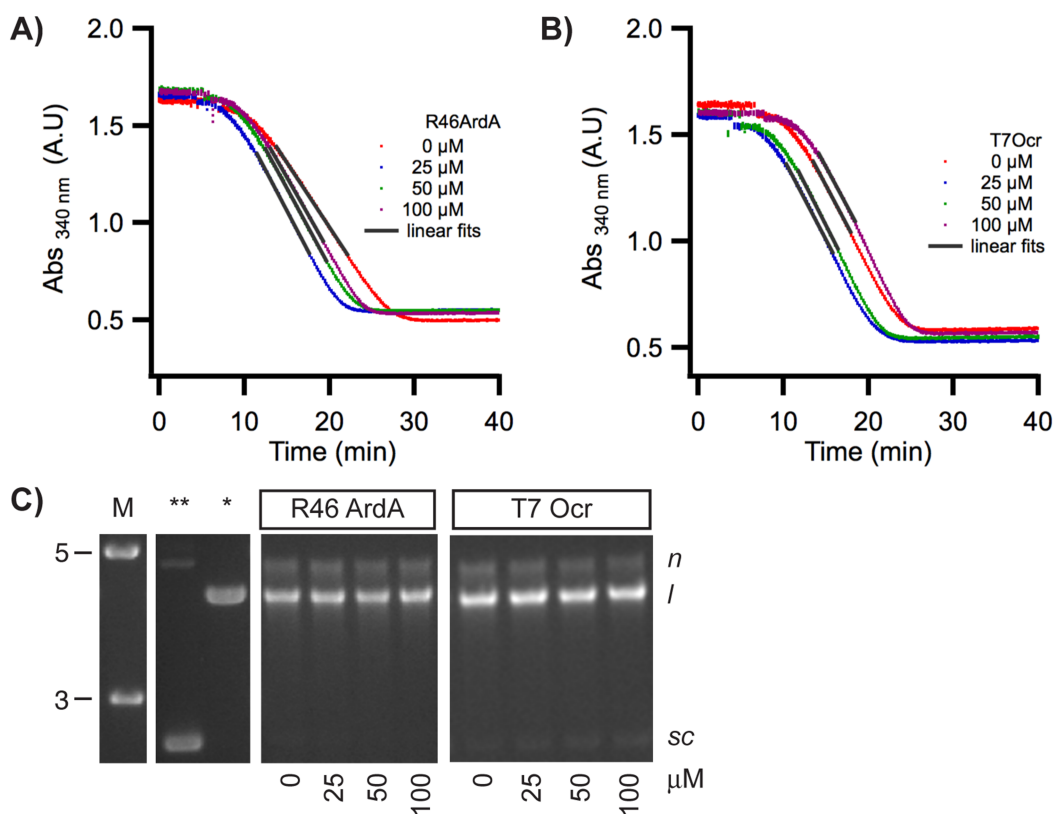 A)
2.0
1.5
1.0
0.5
Abs 340 nm (A.U)
0 10 20 30 40
Time (min)
R46ArdA
0 µM
25 µM
50 µM
100 µM
linear fits
B)
2.0
1.5
1.0
0.5
Abs 340 nm (A.U)
0 10 20 30 40
Time (min)
T7Ocr
0 µM
25 µM
50 µM
100 µM
linear fits
C)
M ** * R46 ArdA T7 Ocr
5 n
l
3
sc
0 25 50 100 0 25 50 100 µM